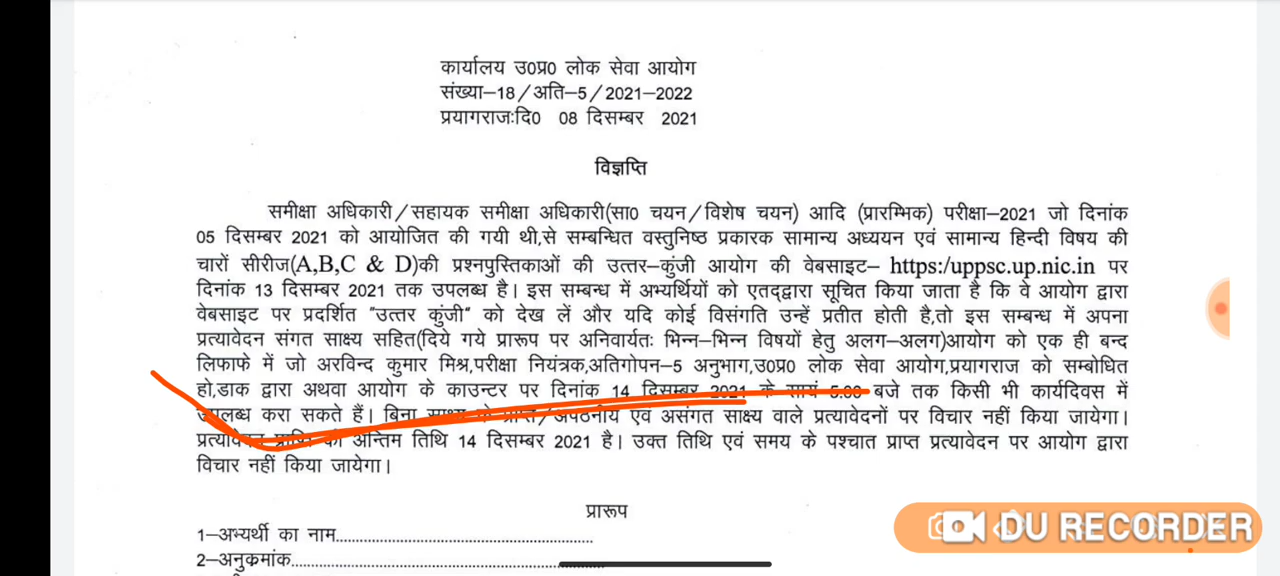 कार्यालय उ0प्र0 लोक सेवा आयोग
संख्या–18/अति–5/2021–2022
प्रयागराजःदि0 08 दिसम्बर 2021
विज्ञप्ति
समीक्षा अधिकारी/सहायक समीक्षा अधिकारी(सा0 चयन/विशेष चयन) आदि (प्रारम्भिक) परीक्षा–2021 जो दिनांक
05 दिसम्बर 2021 को आयोजित की गयी थी,से सम्बन्धित वस्तुनिष्ठ प्रकारक सामान्य अध्ययन एवं सामान्य हिन्दी विषय की
चारों सीरीज(A,B,C & D)की प्रश्नपुस्तिकाओं की उत्तर–कुंजी आयोग की वेबसाइट– https:/uppsc.up.nic.in पर
दिनांक 13 दिसम्बर 2021 तक उपलब्ध है। इस सम्बन्ध में अभ्यर्थियों को एतद्द्वारा सूचित किया जाता है कि वे आयोग द्वारा
वेबसाइट पर प्रदर्शित "उत्तर कुंजी" को देख लें और यदि कोई विसंगति उन्हें प्रतीत होती है,तो इस सम्बन्ध में अपना
प्रत्यावेदन संगत साक्ष्य सहित(दिये गये प्रारूप पर अनिवार्यतः भिन्न–भिन्न विषयों हेतु अलग–अलग)आयोग को एक ही बन्द
लिफाफे में जो अरविन्द कुमार मिश्र,परीक्षा नियंत्रक,अतिगोपन–5 अनुभाग,उ0प्र0 लोक सेवा आयोग,प्रयागराज को सम्बोधित
हो,डाक द्वारा अथवा आयोग के काउन्टर पर दिनांक 14 दिसम्बर 2021 के सायं 5.00 बजे तक किसी भी कार्यदिवस में
उपलब्ध करा सकते हैं। बिना साक्ष्य के प्राप्त/अपठनीय एवं असंगत साक्ष्य वाले प्रत्यावेदनों पर विचार नहीं किया जायेगा।
प्रत्यावेदन प्राप्ति की अन्तिम तिथि 14 दिसम्बर 2021 है। उक्त तिथि एवं समय के पश्चात प्राप्त प्रत्यावेदन पर आयोग द्वारा
विचार नहीं किया जायेगा।
प्रारूप
1–अभ्यर्थी का नाम............................................................
2–अनुकमांक............................................................
DU RECORDER